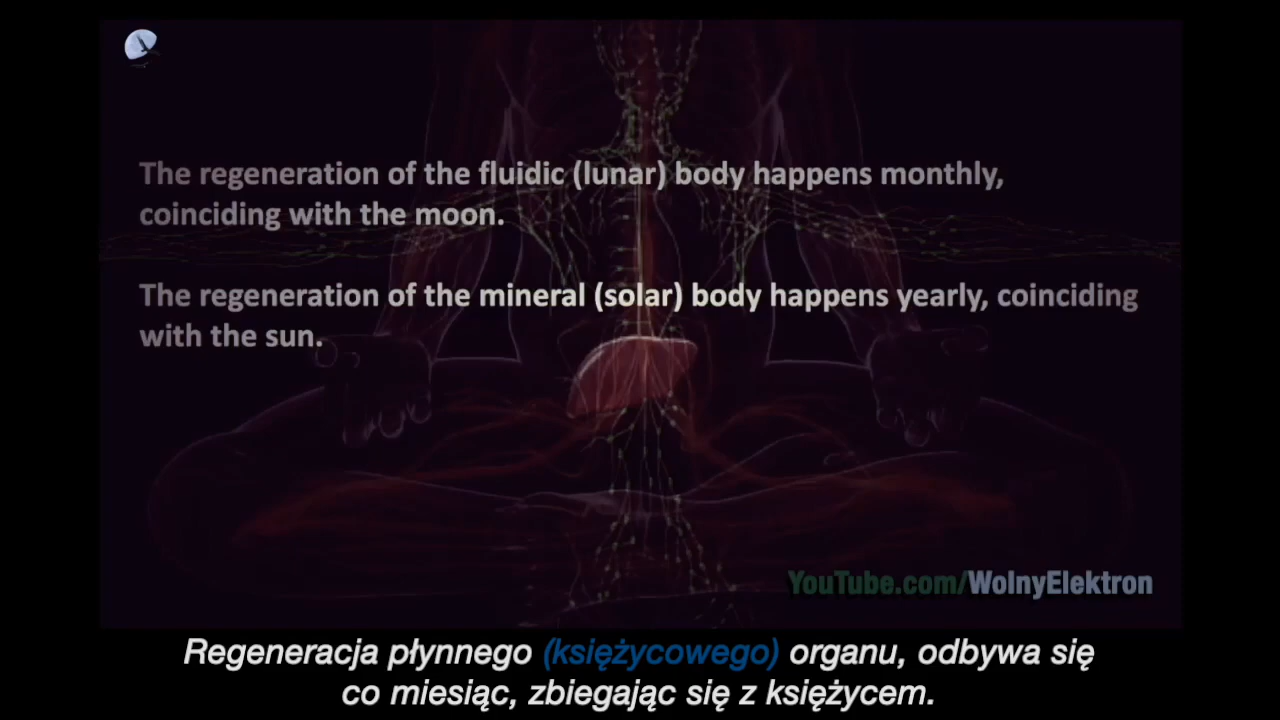 The regeneration of the fluidic (lunar) body happens monthly,
coinciding with the moon.
The regeneration of the mineral (solar) body happens yearly, coinciding
with the sun.
YouTube.com/WolnyElektron
Regeneracja płynnego (księżycowego) organu, odbywa się
co miesiąc, zbiegając się z księżycem.